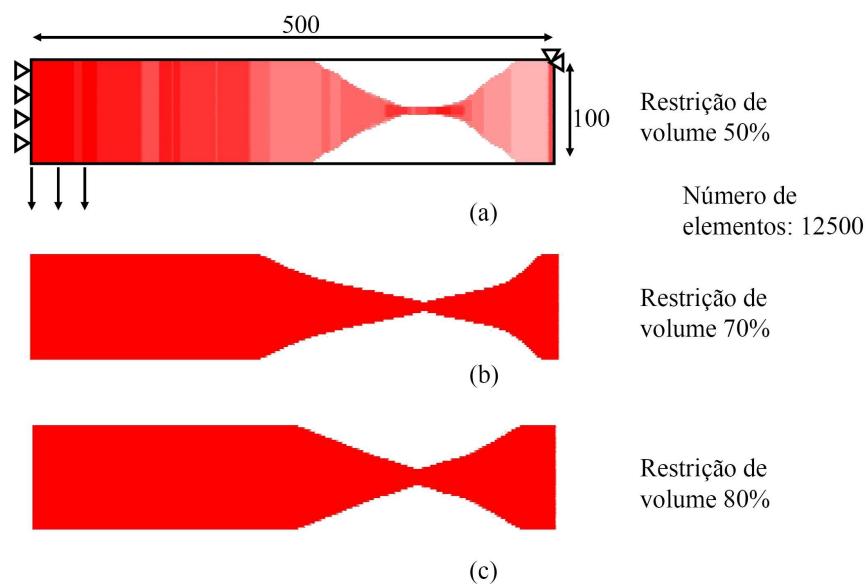 500
100
Restrição de
volume 50%
Número de
elementos: 12500
(a)
Restrição de
volume 70%
(b)
Restrição de
volume 80%
(c)